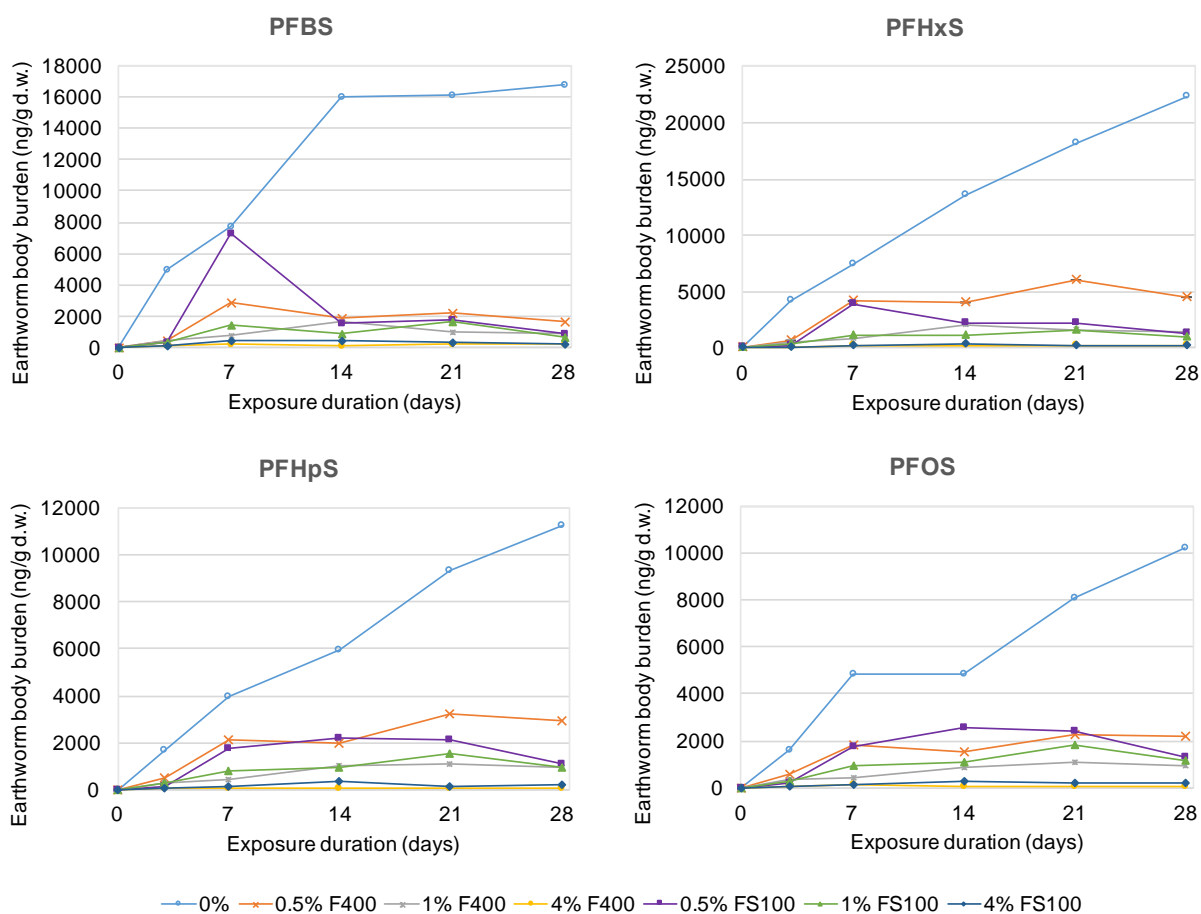 PFBS
Earthworm body burden (ng/g d.w.)
18000
16000
14000
12000
10000
8000
6000
4000
2000
0
0 7 14 21 28
Exposure duration (days)
PFHxS
Earthworm body burden (ng/g d.w.)
25000
20000
15000
10000
5000
0
0 7 14 21 28
Exposure duration (days)
PFHpS
Earthworm body burden (ng/g d.w.)
12000
10000
8000
6000
4000
2000
0
0 7 14 21 28
Exposure duration (days)
PFOS
Earthworm body burden (ng/g d.w.)
12000
10000
8000
6000
4000
2000
0
0 7 14 21 28
Exposure duration (days)
0% 0.5% F400 1% F400 4% F400 0.5% FS100 1% FS100 4% FS100